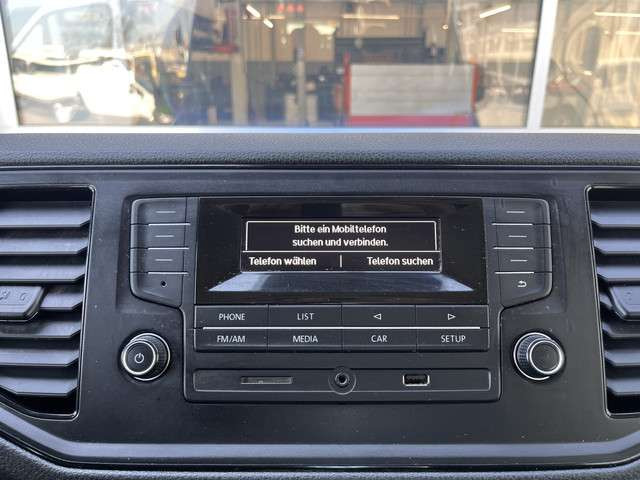 Bitte ein Mobiltelefon
suchen und verbinden.
Telefon wählen | Telefon suchen
PHONE LIST
FM/AM MEDIA CAR SETUP